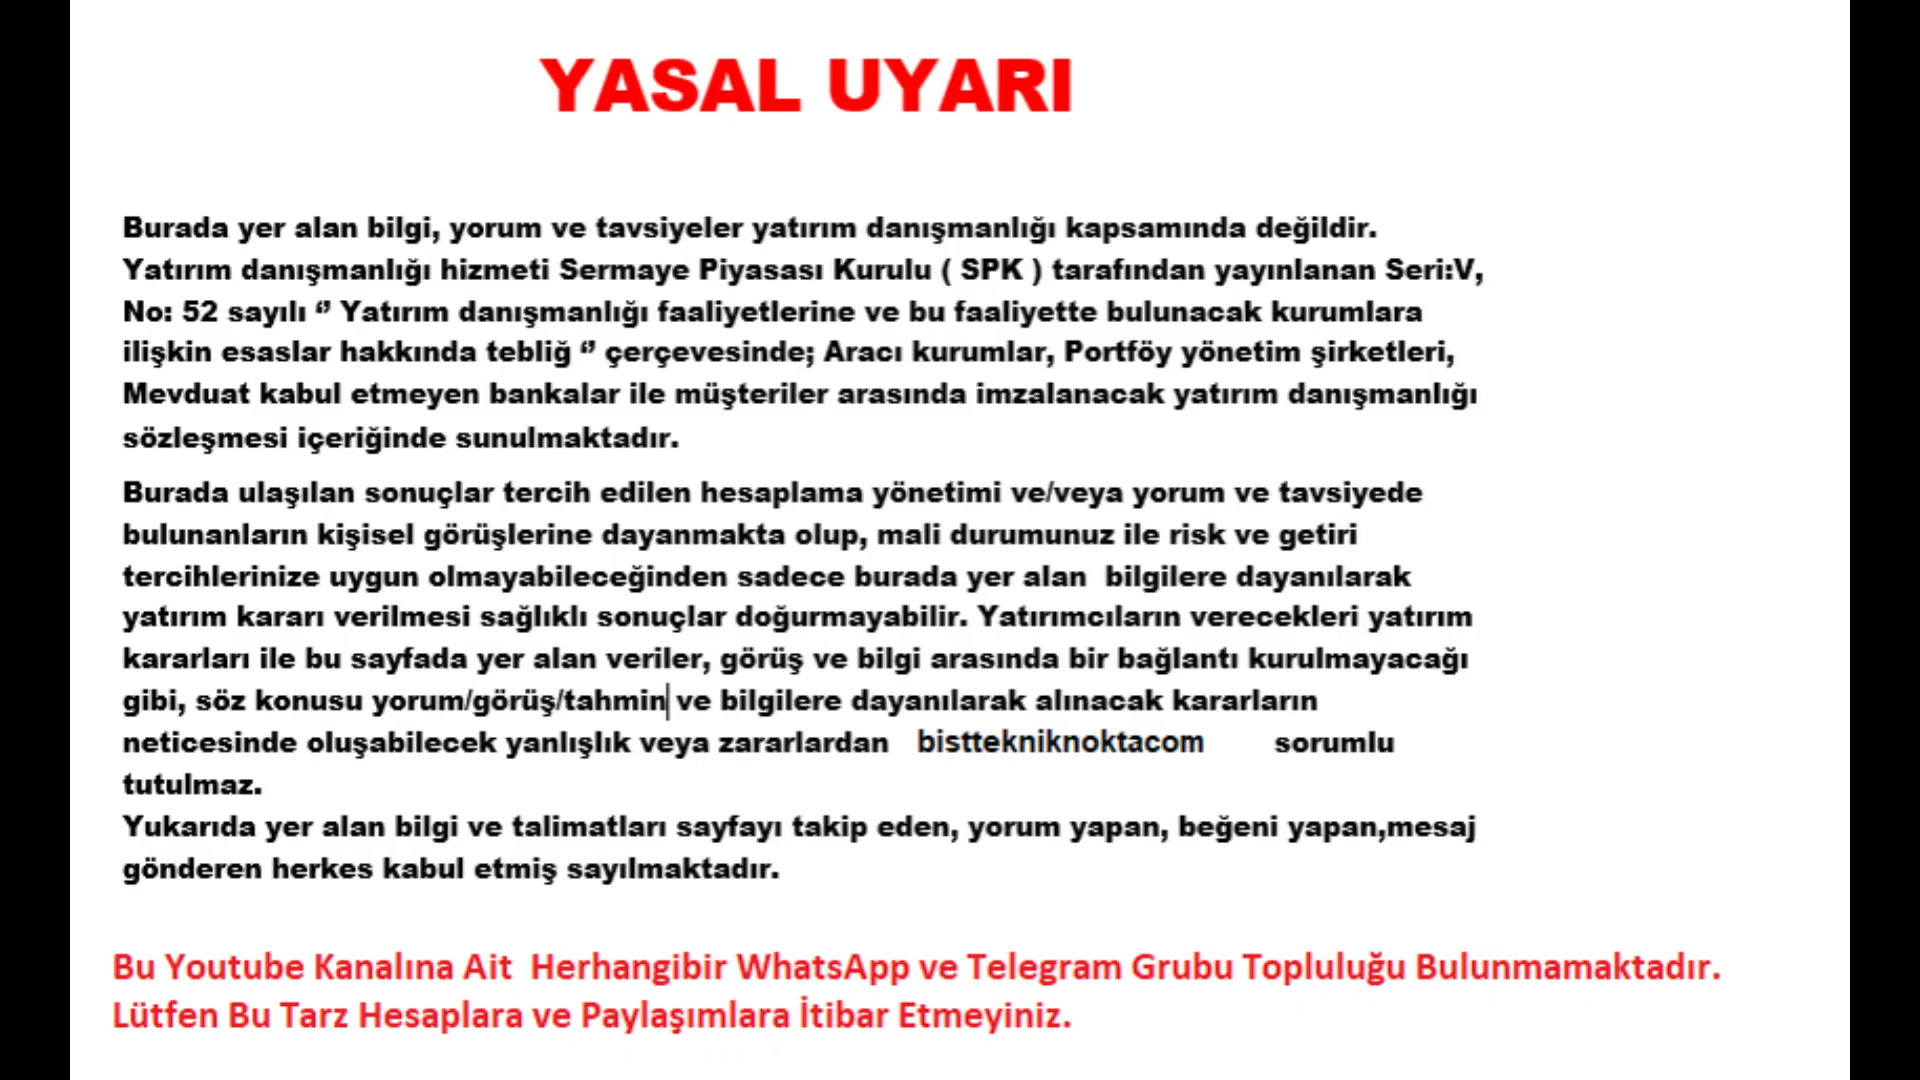 YASAL UYARI
Burada yer alan bilgi, yorum ve tavsiyeler yatırım danışmanlığı kapsamında değildir.
Yatırım danışmanlığı hizmeti Sermaye Piyasası Kurulu ( SPK ) tarafından yayınlanan Seri:V,
No: 52 sayılı “ Yatırım danışmanlığı faaliyetlerine ve bu faaliyette bulunacak kurumlara
ilişkin esaslar hakkında tebliğ “ çerçevesinde; Aracı kurumlar, Portföy yönetim şirketleri,
Mevduat kabul etmeyen bankalar ile müşteriler arasında imzalanacak yatırım danışmanlığı
sözleşmesi içeriğinde sunulmaktadır.
Burada ulaşılan sonuçlar tercih edilen hesaplama yönetimi ve/veya yorum ve tavsiyede
bulunanların kişisel görüşlerine dayanmakta olup, mali durumunuz ile risk ve getiri
tercihlerinize uygun olmayabileceğinden sadece burada yer alan bilgilere dayanılarak
yatırım kararı verilmesi sağlıklı sonuçlar doğurmayabilir. Yatırımcıların verecekleri yatırım
kararları ile bu sayfada yer alan veriler, görüş ve bilgi arasında bir bağlantı kurulmayacağı
gibi, söz konusu yorum/görüş/tahmin ve bilgilere dayanılarak alınacak kararların
neticesinde oluşabilecek yanlışlık veya zararlardan bisttekniknoktacom sorumlu
tutulmaz.
Yukarıda yer alan bilgi ve talimatları sayfayı takip eden, yorum yapan, beğeni yapan,mesaj
gönderen herkes kabul etmiş sayılmaktadır.
Bu Youtube Kanalına Ait Herhangibir WhatsApp ve Telegram Grubu Topluluğu Bulunmamaktadır.
Lütfen Bu Tarz Hesaplara ve Paylaşımlara İtibar Etmeyiniz.